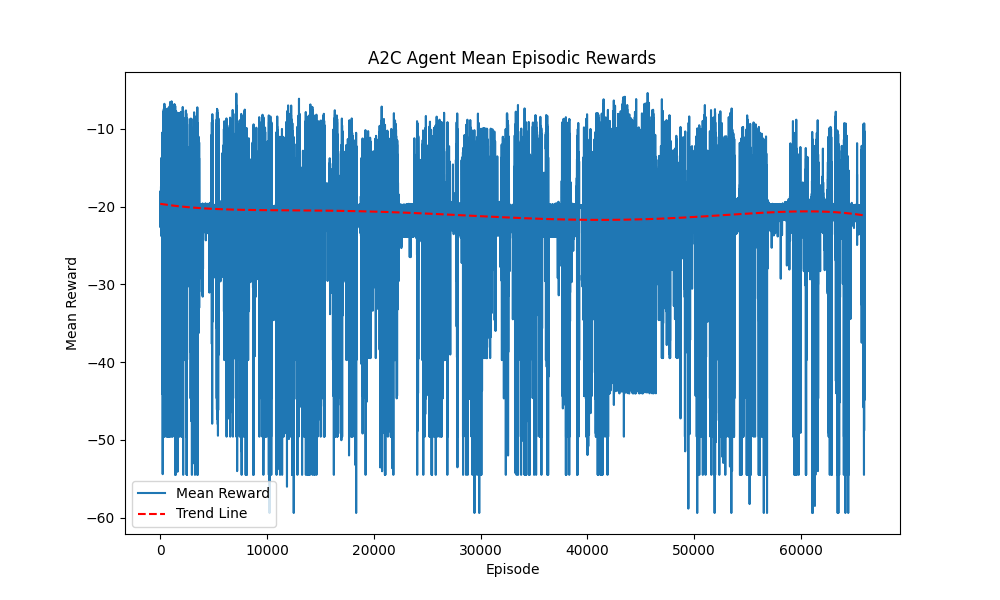 A2C Agent Mean Episodic Rewards
Mean Reward
−10
−20
−30
−40
−50
−60
Mean Reward
Trend Line
0 10000 20000 30000 40000 50000 60000
Episode